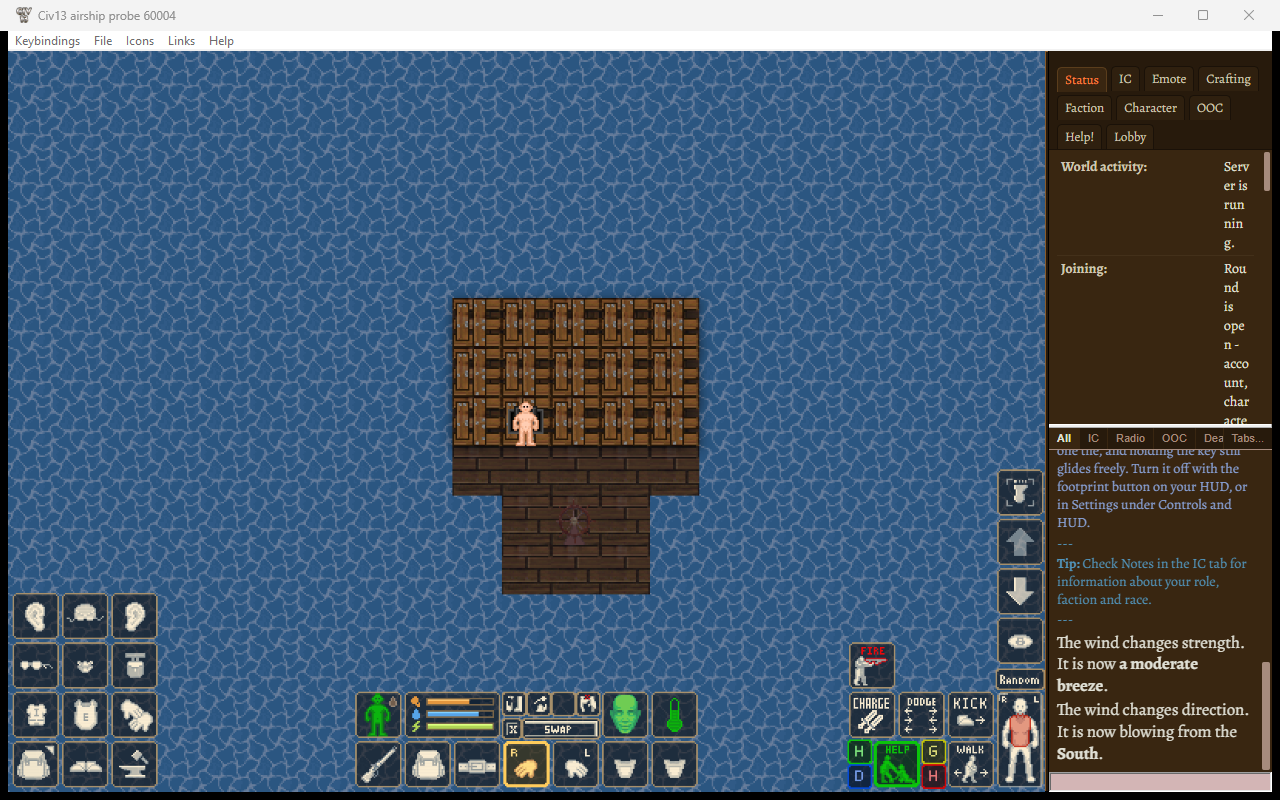 Civ13 airship probe 60004
Keybindings File Icons Links Help
Status IC Emote Crafting
Faction Character OOC
Help! Lobby
World activity: Serv
er is
run
nin
g.
Joining: Rou
nd
is
ope
n -
acco
unt,
char
acte
All IC Radio OOC Dea Tabs...
one tile, and holding the key still
glides freely. Turn it off with the
footprint button on your HUD, or
in Settings under Controls and
HUD.
---
Tip: Check Notes in the IC tab for
information about your role,
faction and race.
---
The wind changes strength.
It is now a moderate
breeze.
The wind changes direction.
It is now blowing from the
South.
FIRE
Random
CHARGE DODGE KICK
R L
X SWAP
R L
H HELP G WALK
D H
I E